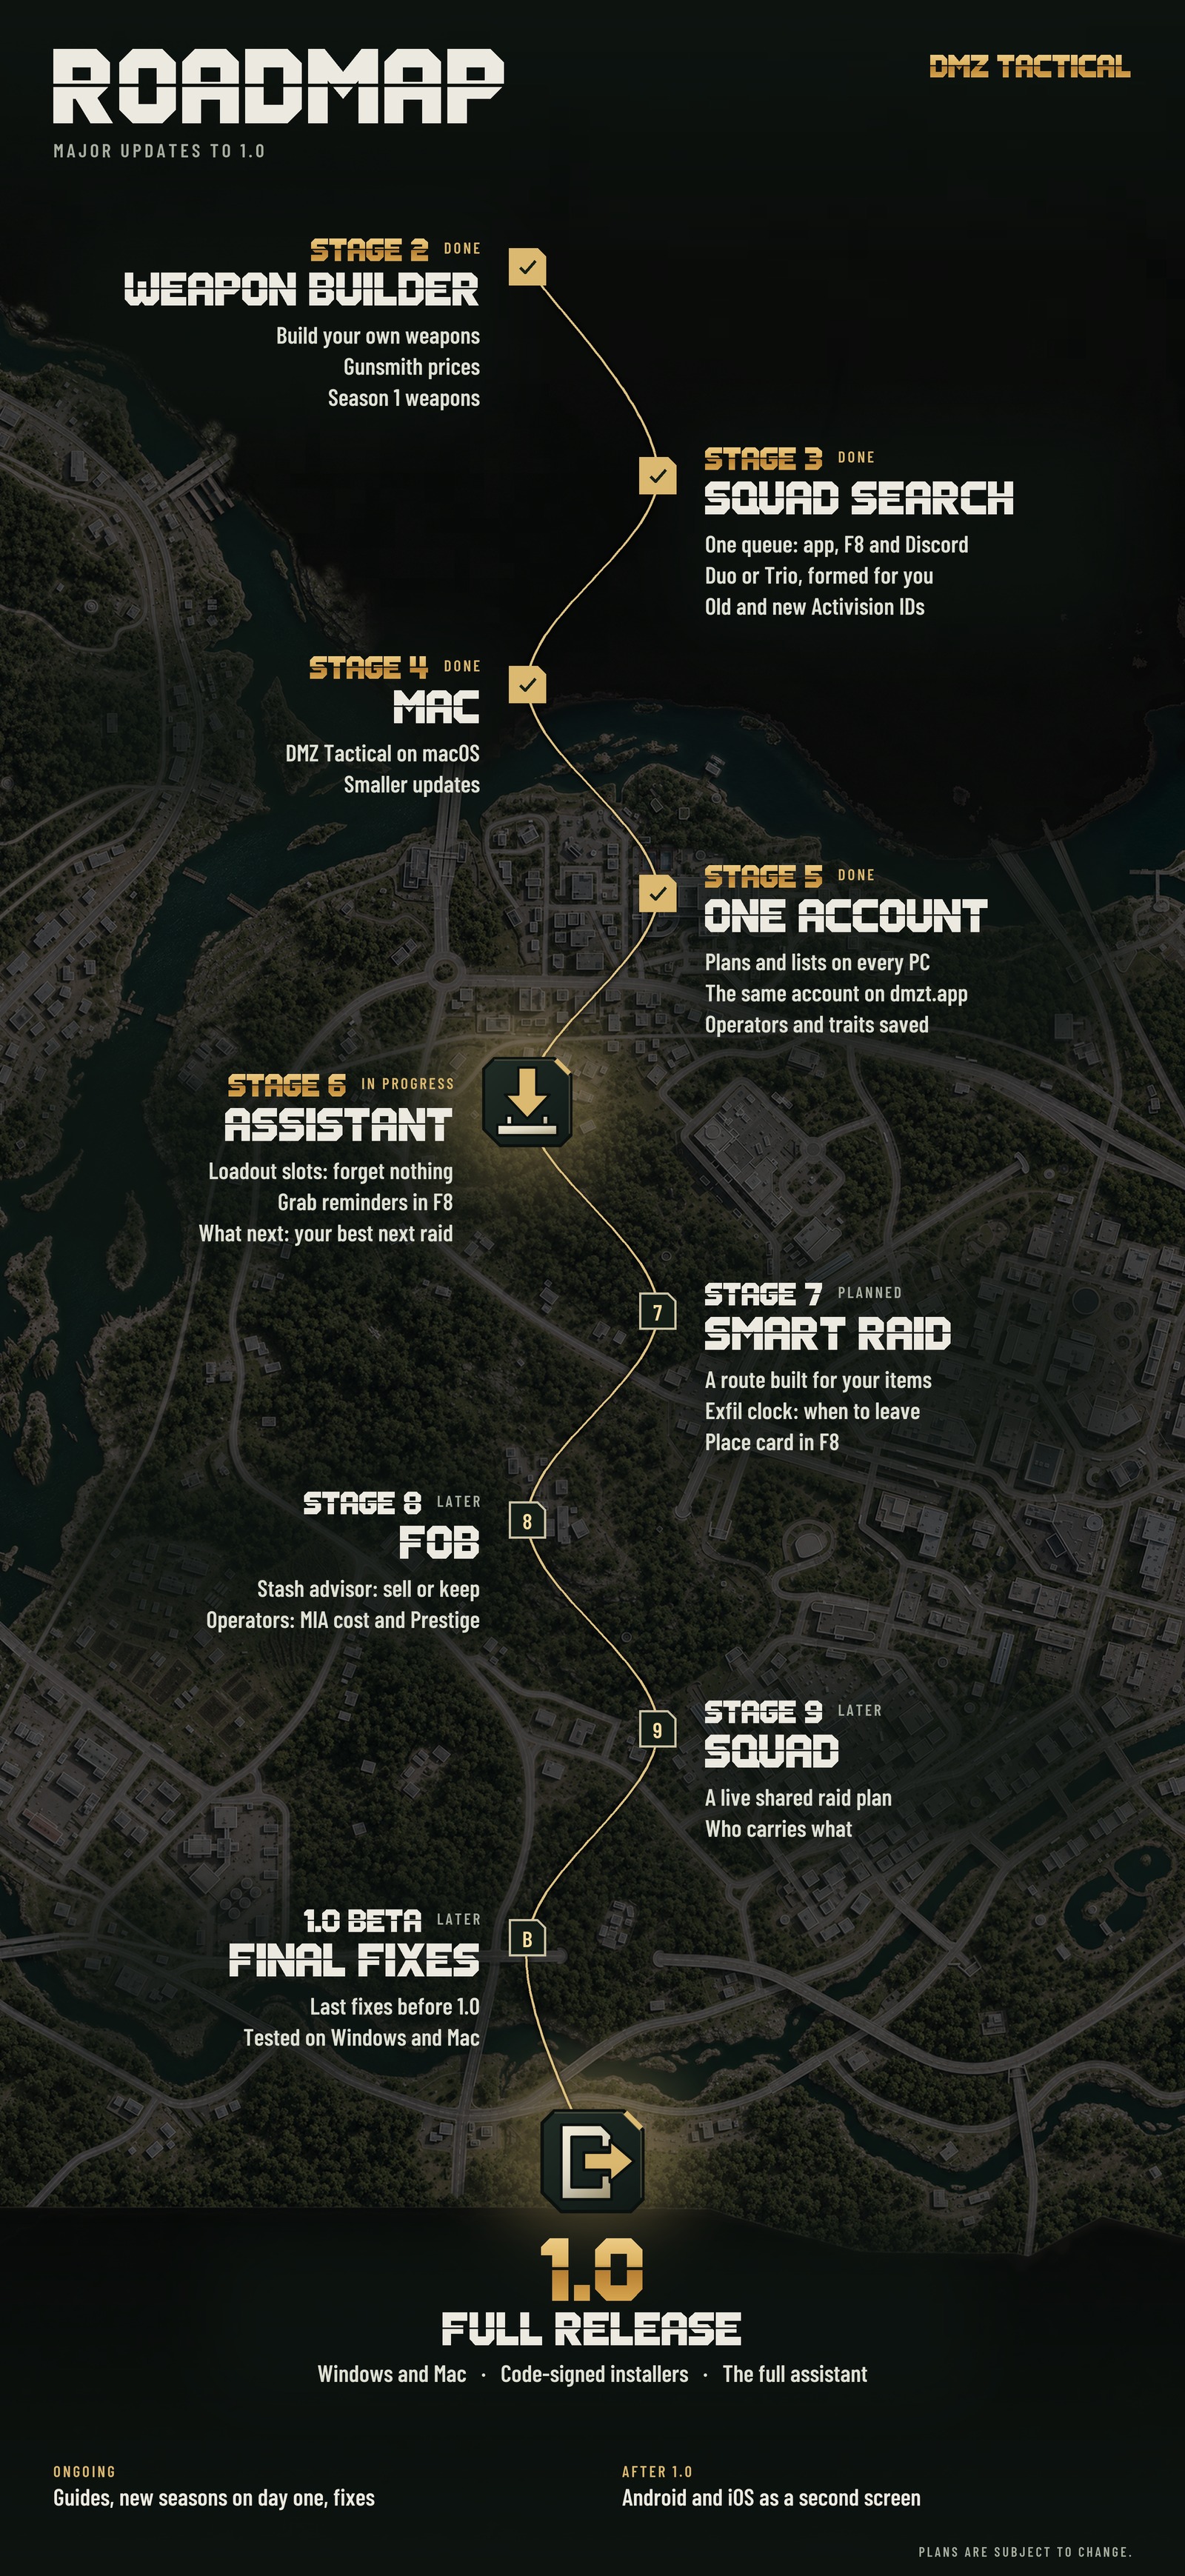 ROADMAP
DMZ TACTICAL
MAJOR UPDATES TO 1.0
STAGE 2 DONE
WEAPON BUILDER
Build your own weapons
Gunsmith prices
Season 1 weapons
STAGE 3 DONE
SQUAD SEARCH
One queue: app, F8 and Discord
Duo or Trio, formed for you
Old and new Activision IDs
STAGE 4 DONE
MAC
DMZ Tactical on macOS
Smaller updates
STAGE 5 DONE
ONE ACCOUNT
Plans and lists on every PC
The same account on dmzt.app
Operators and traits saved
STAGE 6 IN PROGRESS
ASSISTANT
Loadout slots: forget nothing
Grab reminders in F8
What next: your best next raid
7
STAGE 7 PLANNED
SMART RAID
A route built for your items
Exfil clock: when to leave
Place card in F8
STAGE 8 LATER
8
FOB
Stash advisor: sell or keep
Operators: MIA cost and Prestige
9
STAGE 9 LATER
SQUAD
A live shared raid plan
Who carries what
1.0 BETA LATER
B
FINAL FIXES
Last fixes before 1.0
Tested on Windows and Mac
1.0
FULL RELEASE
Windows and Mac · Code-signed installers · The full assistant
ONGOING
Guides, new seasons on day one, fixes
AFTER 1.0
Android and iOS as a second screen
PLANS ARE SUBJECT TO CHANGE.